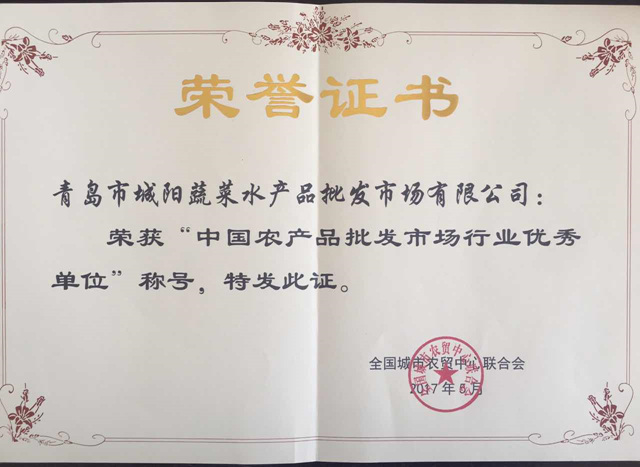 荣誉证书
青岛市城阳蔬菜水产品批发市场有限公司：
荣获“中国农产品批发市场行业优秀
单位”称号，特发此证。
全国城市农贸中心联合会
2017年5月